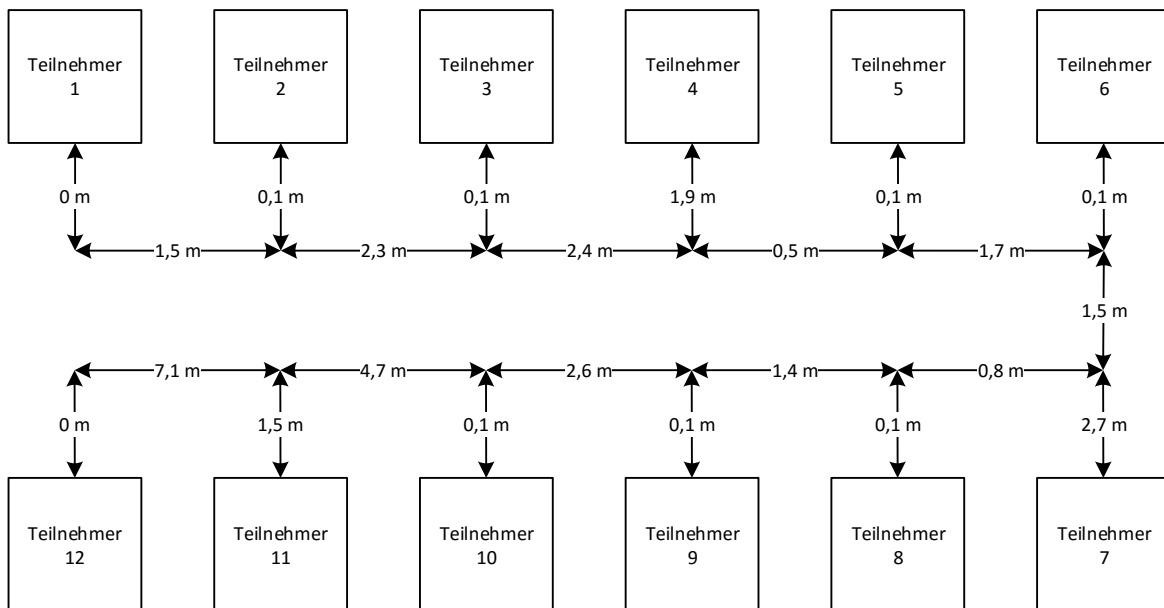 Teilnehmer
1
Teilnehmer
2
Teilnehmer
3
Teilnehmer
4
Teilnehmer
5
Teilnehmer
6
0 m
0,1 m
0,1 m
1,9 m
0,1 m
0,1 m
1,5 m
2,3 m
2,4 m
0,5 m
1,7 m
1,5 m
7,1 m
4,7 m
2,6 m
1,4 m
0,8 m
0 m
1,5 m
0,1 m
0,1 m
0,1 m
2,7 m
Teilnehmer
12
Teilnehmer
11
Teilnehmer
10
Teilnehmer
9
Teilnehmer
8
Teilnehmer
7